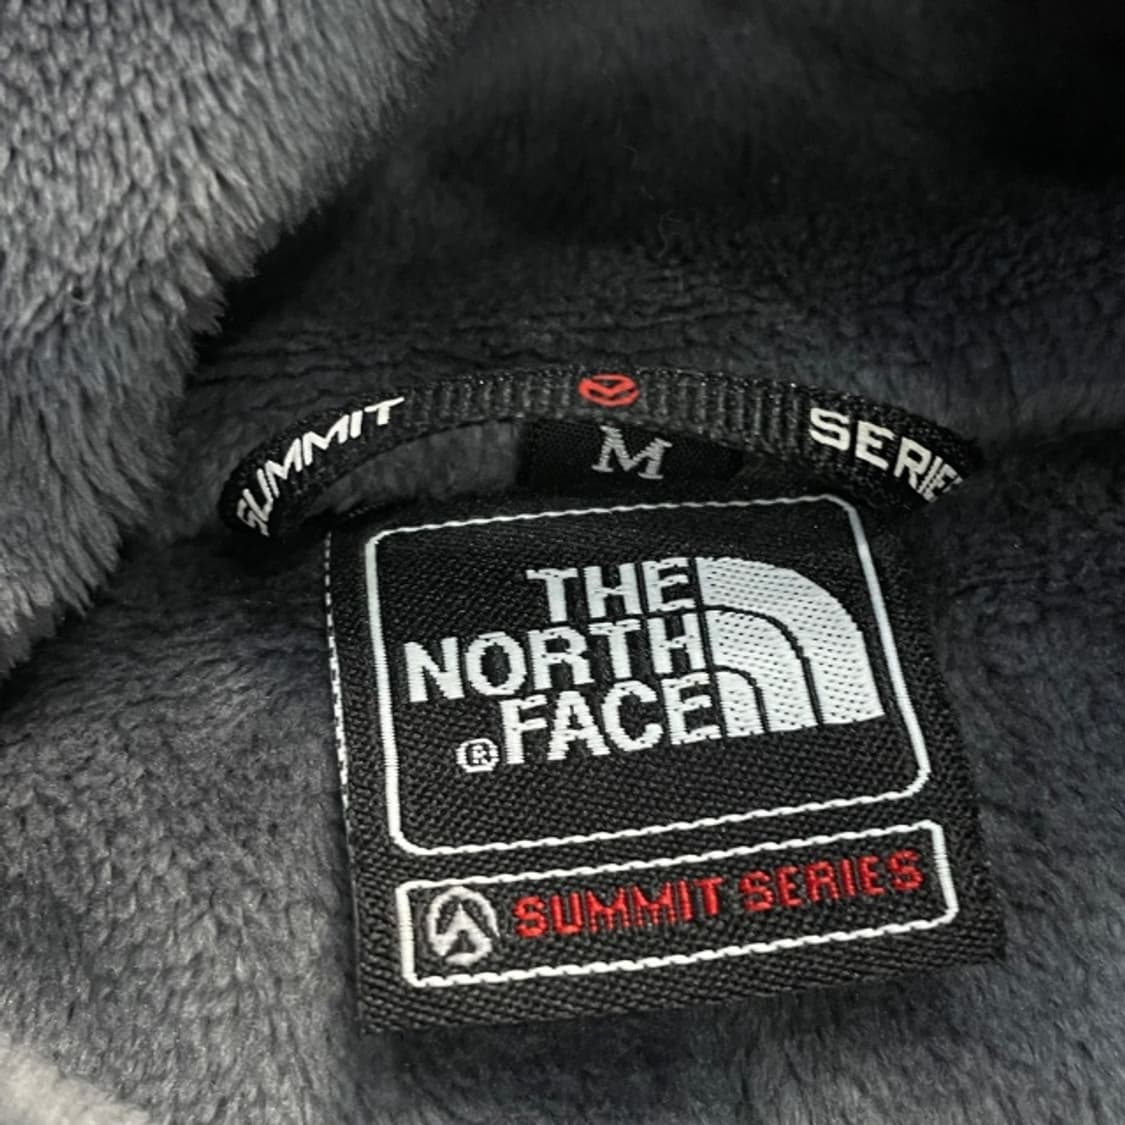 SUMMIT SERIES
M
THE
NORTH
®FACE
SUMMIT SERIES